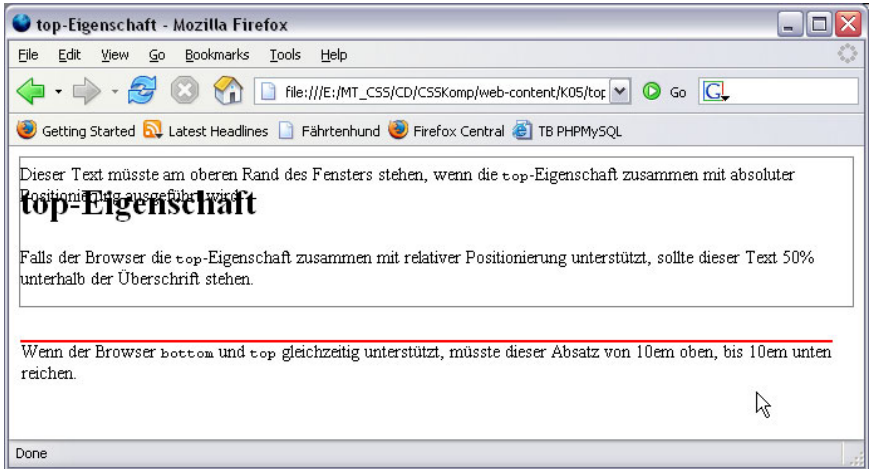 top-Eigenschaft - Mozilla Firefox
File Edit View Go Bookmarks Tools Help
file:///E:/MT_CSS/CD/CSSKomp/web-content/K05/top Go G
Getting Started Latest Headlines Fährtenhund Firefox Central TB PHPMySQL
Dieser Text müsste am oberen Rand des Fensters stehen, wenn die top-Eigenschaft zusammen mit absoluter
Positionierung ausgeführt wird.
top-Eigenschaft
Falls der Browser die top-Eigenschaft zusammen mit relativer Positionierung unterstützt, sollte dieser Text 50%
unterhalb der Überschrift stehen.
Wenn der Browser bottom und top gleichzeitig unterstützt, müsste dieser Absatz von 10em oben, bis 10em unten
reichen.
Done